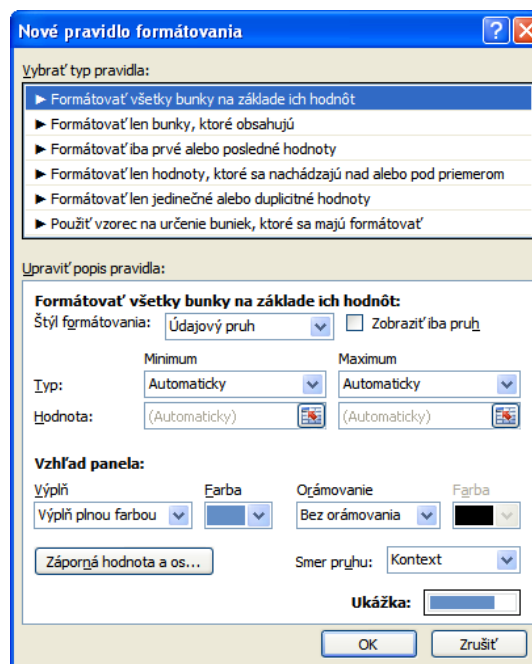 Nové pravidlo formátovania
Vybrať typ pravidla:
► Formátovať všetky bunky na základe ich hodnôt
► Formátovať len bunky, ktoré obsahujú
► Formátovať iba prvé alebo posledné hodnoty
► Formátovať len hodnoty, ktoré sa nachádzajú nad alebo pod priemerom
► Formátovať len jedinečné alebo duplicitné hodnoty
► Použiť vzorec na určenie buniek, ktoré sa majú formátovať
Upraviť popis pravidla:
Formátovať všetky bunky na základe ich hodnôt:
Štýl formátovania: Údajový pruh Zobraziť iba pruh
Minimum Maximum
Typ: Automaticky Automaticky
Hodnota: (Automaticky) (Automaticky)
Vzhľad panela:
Výplň Farba Orámovanie Farba
Výplň plnou farbou Bez orámovania
Záporná hodnota a os... Smer pruhu: Kontext
Ukážka:
OK Zrušiť